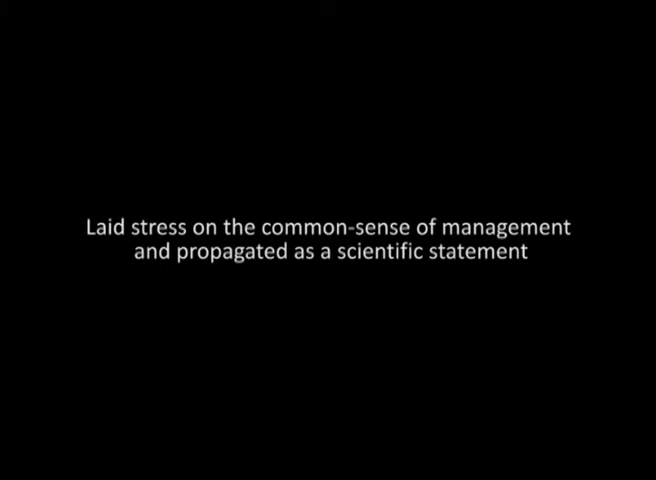 Laid stress on the common-sense of management
and propagated as a scientific statement